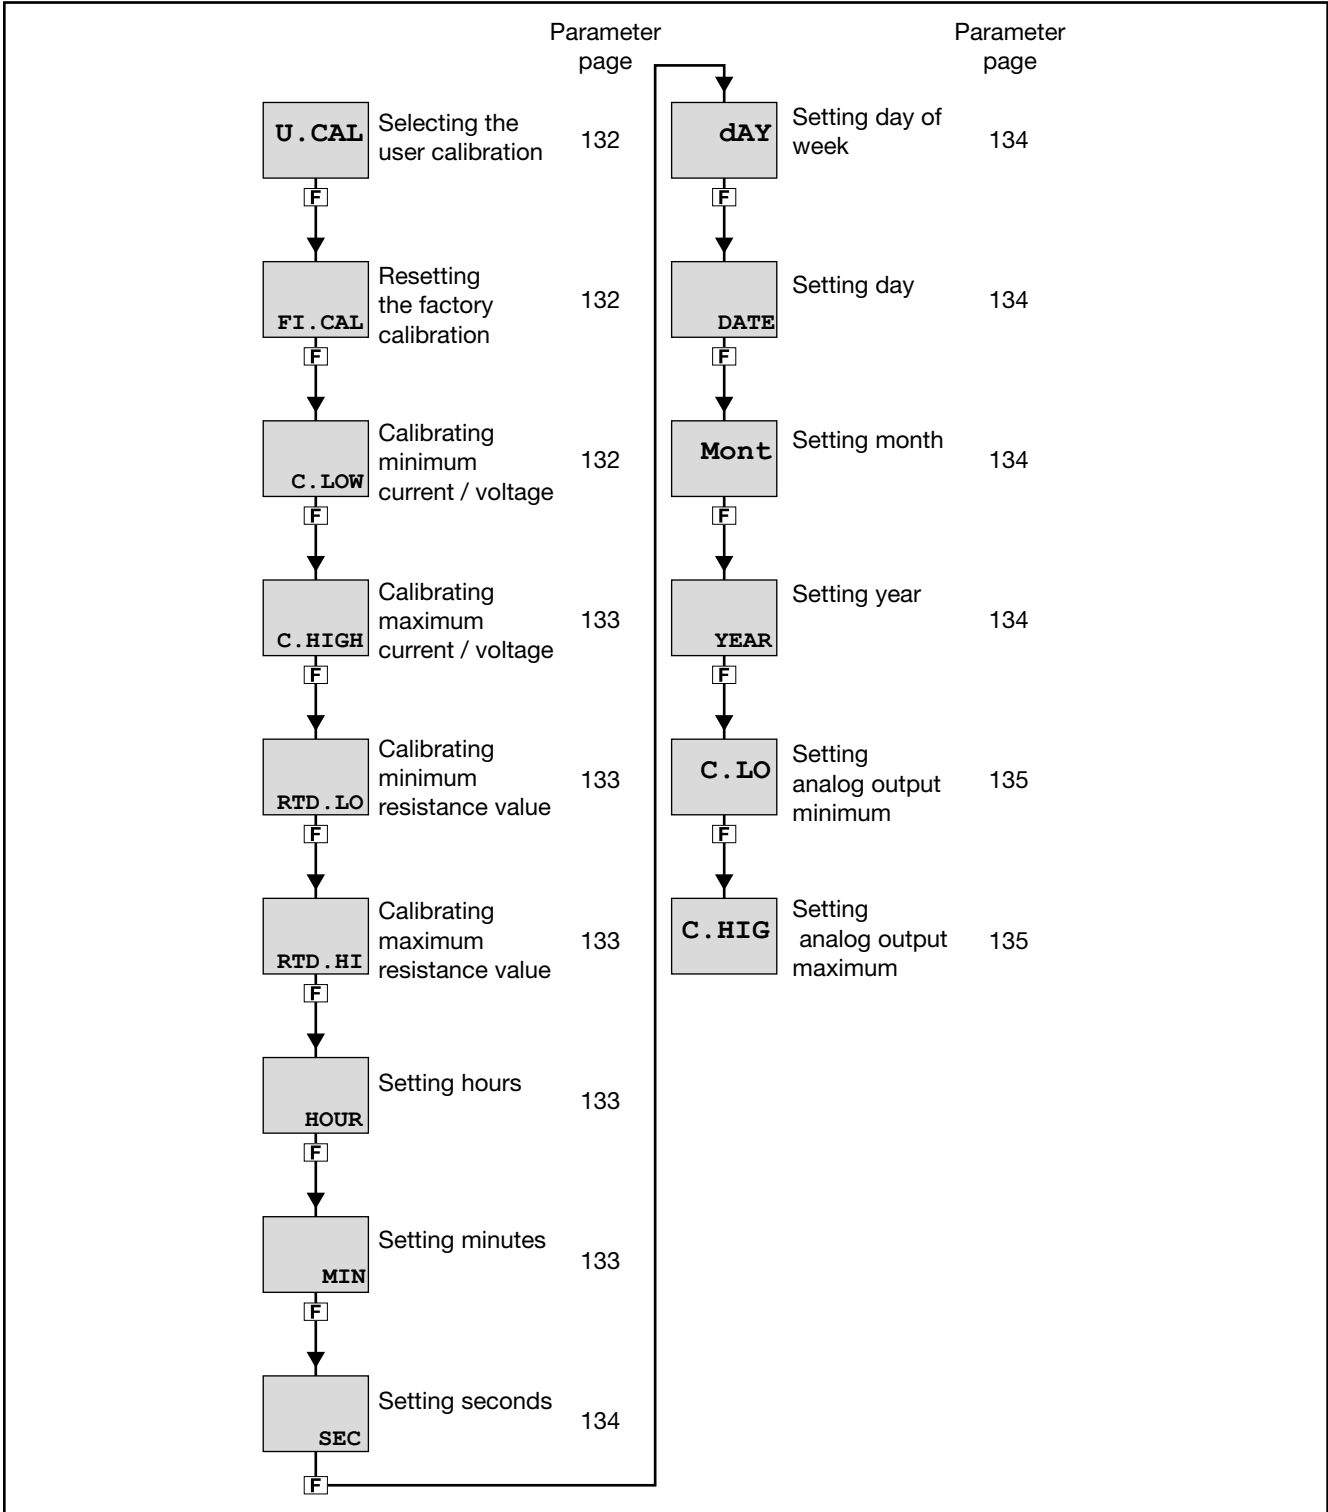 Parameter
page
U.CAL
Selecting the
user calibration
132
F
FI.CAL
Resetting
the factory
calibration
132
F
C.LOW
Calibrating
minimum
current / voltage
132
F
C.HIGH
Calibrating
maximum
current / voltage
133
F
RTD.LO
Calibrating
minimum
resistance value
133
F
RTD.HI
Calibrating
maximum
resistance value
133
F
HOUR
Setting hours
133
F
MIN
Setting minutes
133
F
SEC
Setting seconds
134
F
Parameter
page
dAY
Setting day of
week
134
F
DATE
Setting day
134
F
Mont
Setting month
134
F
YEAR
Setting year
134
F
C.LO
Setting
analog output
minimum
135
F
C.HIG
Setting
analog output
maximum
135